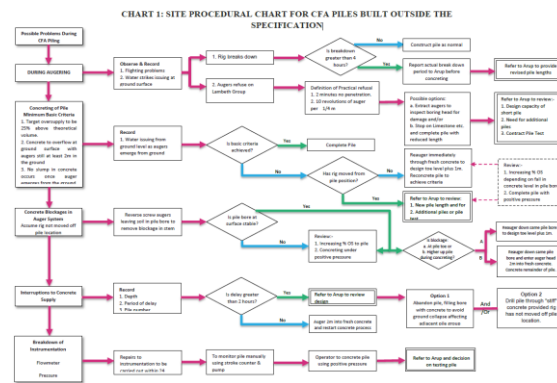 CHART 1: SITE PROCEDURAL CHART FOR CFA PILES BUILT OUTSIDE THE
SPECIFICATION
Possible Problems During
CFA Piling
DURING AUGERING
Observe & Record
1. Fighting problems
2. Water strikes issuing at
ground surface
1. Rig breaks down
2. Augers refuse on
Lambeth Group
Is breakdown
greater than 4
hours?
No
Yes
Construct pile as normal
Report actual break down
period to Arup before
concreting
Refer to Arup to provide
revised pile lengths
Definition of Practical refusal
1. 2 minutes no penetration.
2. 10 revolutions of auger
per 1/4 m
Possible options:
a. Extract augers to
inspect boring head for
damage and/or
b. Stop on Limestone etc.
and complete pile with
reduced length
Refer to Arup to review:-
1. Design capacity of
short pile
2. Need for additional
piles
3. Contract Pile Test
Concreting of Pile
Minimum Basic Criteria
1. Target oversupply to be
25% above theoretical
volume.
2. Concrete to overflow at
ground surface with
augers still at least 2m in
the ground
3. No slump in concrete
occurs once auger
emerges from the ground
Record
1. Water issuing from
ground level as augers
emerge from ground
Is basic criteria
achieved?
Yes
No
Complete Pile
Has rig moved from
pile position?
No
Yes
Reauger immediately
through fresh concrete to
design toe level plus 1m.
Reconcrete pile to
achieve criteria
Refer to Arup to review
1. New pile length and for
2. Additional piles or pile
test
Review:-
1. Increasing % OS
depending on fall in
concrete level in pile bore
2. Complete pile with
positive pressure
Concrete Blockages in
Auger System
Assume rig not moved off
pile location
Reverse screw augers
leaving soil in pile bore to
remove blockage in stem
Is pile bore at
surface stable?
Yes
No
Review:-
1. Increasing % OS to pile
2. Concreting under
positive pressure
Is blockage
a. At pile toe or
b. Higher up pile
during concreting?
A
B
Reauger down same pile bore
to design toe level plus 1m.
Reauger down same pile
bore and enter auger head
2m into fresh concrete.
Concrete remainder of pile.
Interruptions to Concrete
Supply
Record
1. Depth
2. Period of delay
3. Pile number
Is delay greater
than 2 hours?
Yes
No
Refer to Arup to review
design
auger 2m into fresh concrete
and restart concrete process
Option 1
Abandon pile, filling bore
with concrete to avoid
ground collapse affecting
adjacent site areas
And
/Or
Option 2
Drill pile through "stiff"
concrete provided rig
has not moved off pile
location.
Breakdown of
Instrumentation
Flowmeter
Pressure
Repairs to
instrumentation to be
carried out within 24
To monitor pile manually
using stroke counter &
pump
Operator to concrete pile
using positive pressure
Refer to Arup and decision
on testing pile